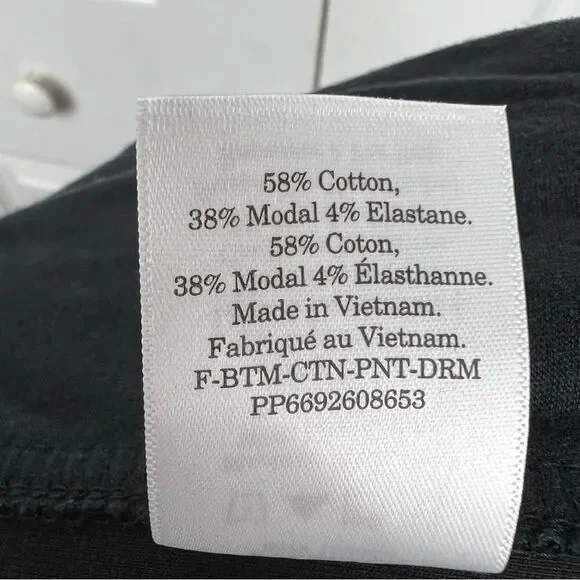 58% Cotton,
38% Modal 4% Elastane.
58% Coton,
38% Modal 4% Élasthanne.
Made in Vietnam.
Fabriqué au Vietnam.
F-BTM-CTN-PNT-DRM
PP6692608653